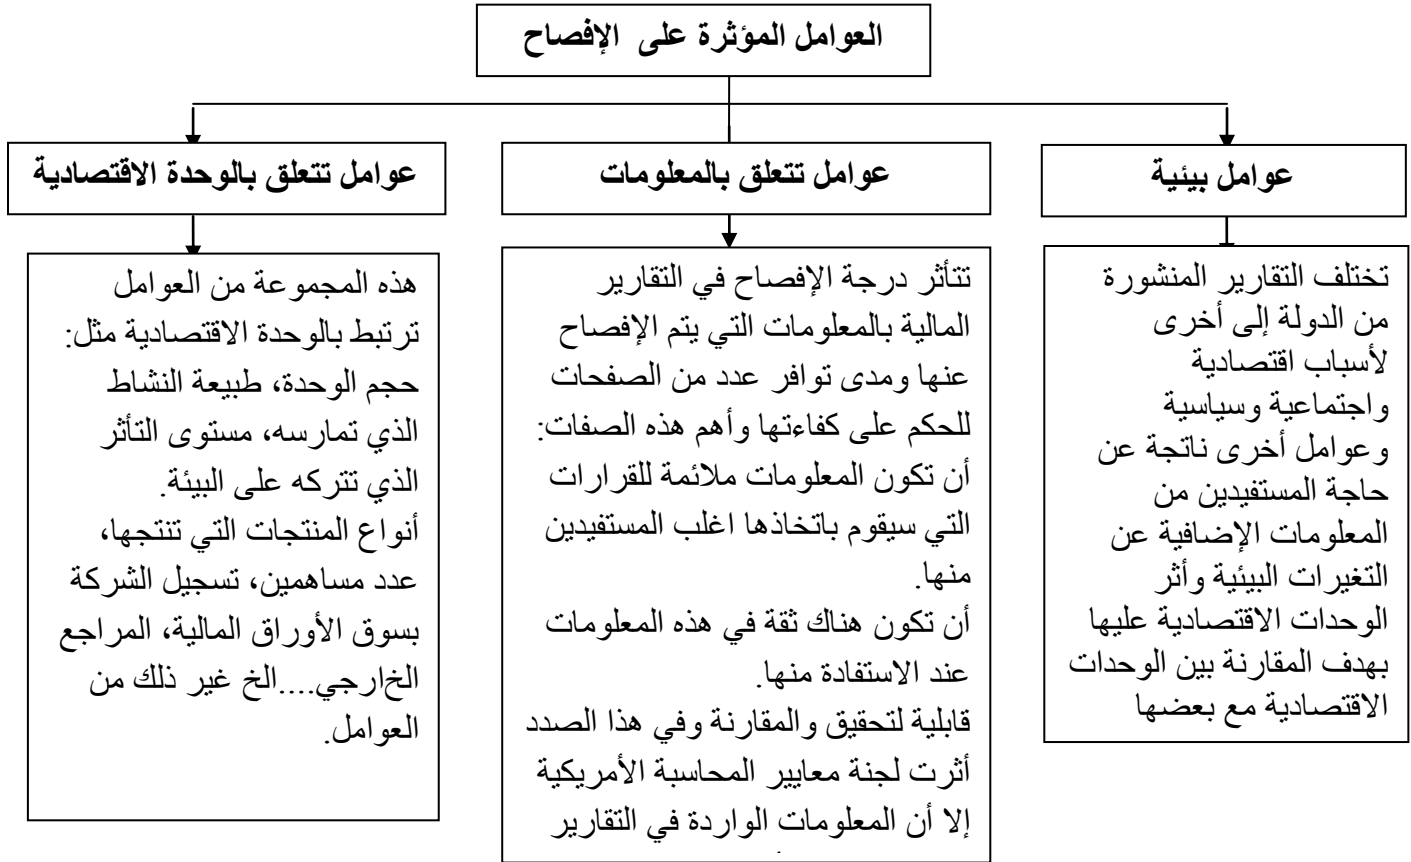 العوامل المؤثرة على الإفصاح
عوامل بيئية
عوامل تتعلق بالمعلومات
عوامل تتعلق بالوحدة الاقتصادية
تختلف التقارير المنشورة
من الدولة إلى أخرى
لأسباب اقتصادية
واجتماعية وسياسية
وعوامل أخرى ناتجة عن
حاجة المستفيدين من
المعلومات الإضافية عن
التغيرات البيئية وأثر
الوحدات الاقتصادية عليها
بهدف المقارنة بين الوحدات
الاقتصادية مع بعضها
تتأثر درجة الإفصاح في التقارير
المالية بالمعلومات التي يتم الإفصاح
عنها ومدى توافر عدد من الصفحات
للحكم على كفاءتها وأهم هذه الصفات:
أن تكون المعلومات ملائمة للقرارات
التي سيقوم باتخاذها اغلب المستفيدين
منها.
أن تكون هناك ثقة في هذه المعلومات
عند الاستفادة منها.
قابلية لتحقيق والمقارنة وفي هذا الصدد
أثرت لجنة معايير المحاسبة الأمريكية
إلا أن المعلومات الواردة في التقارير
هذه المجموعة من العوامل
ترتبط بالوحدة الاقتصادية مثل:
حجم الوحدة، طبيعة النشاط
الذي تمارسه، مستوى التأثر
الذي تتركه على البيئة.
أنواع المنتجات التي تنتجها،
عدد مساهمين، تسجيل الشركة
بسوق الأوراق المالية، المراجع
الخارجي....الخ غير ذلك من
العوامل.